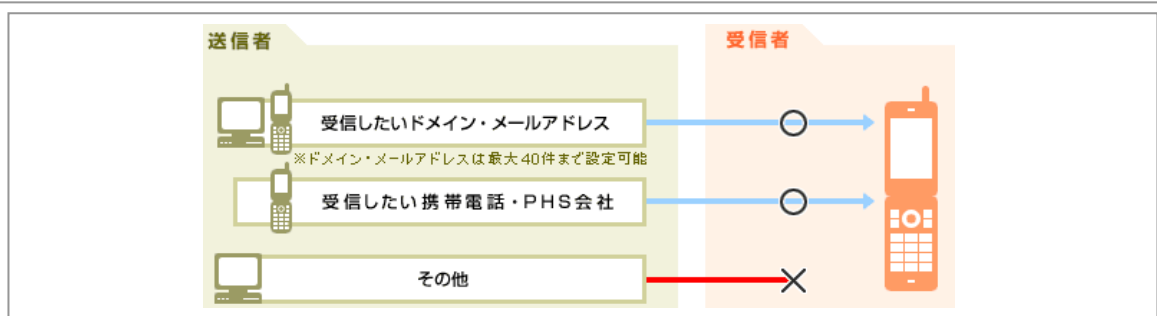 送信者
受信者
受信したいドメイン・メールアドレス
※ドメイン・メールアドレスは最大40件まで設定可能
受信したい携帯電話・PHS会社
その他